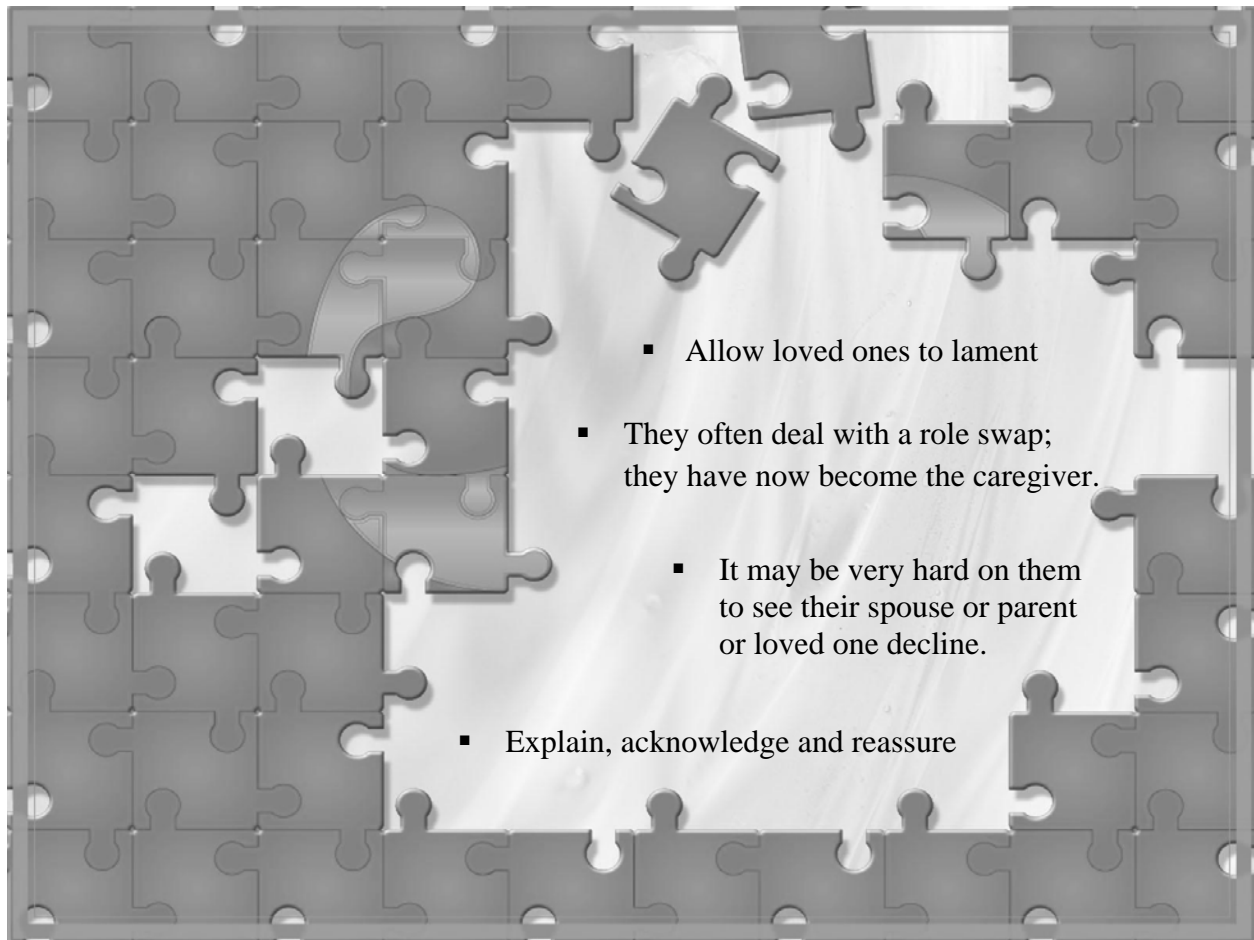 ▪ Allow loved ones to lament
▪ They often deal with a role swap;
they have now become the caregiver.
▪ It may be very hard on them
to see their spouse or parent
or loved one decline.
▪ Explain, acknowledge and reassure